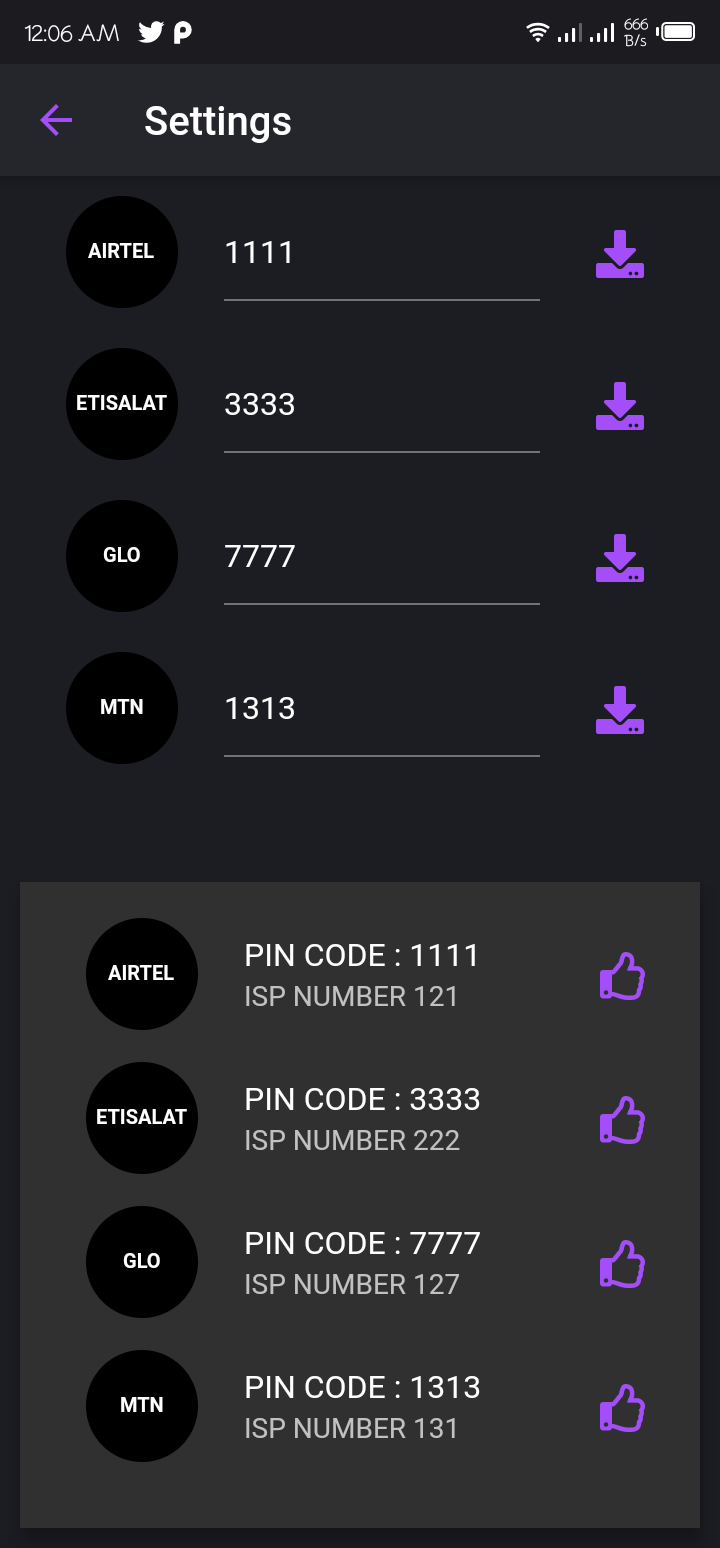 12:06 AM
666
B/s
Settings
AIRTEL
1111
ETISALAT
3333
GLO
7777
MTN
1313
AIRTEL
PIN CODE : 1111
ISP NUMBER 121
ETISALAT
PIN CODE : 3333
ISP NUMBER 222
GLO
PIN CODE : 7777
ISP NUMBER 127
MTN
PIN CODE : 1313
ISP NUMBER 131